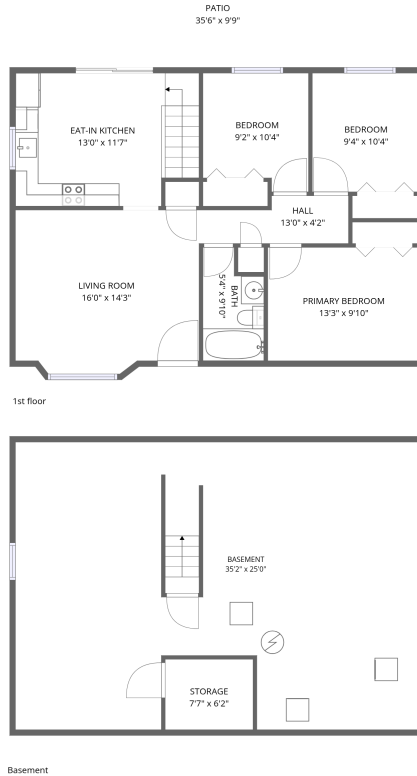 PATIO
35'6" x 9'9"
EAT-IN KITCHEN
13'0" x 11'7"
BEDROOM
9'2" x 10'4"
BEDROOM
9'4" x 10'4"
HALL
13'0" x 4'2"
LIVING ROOM
16'0" x 14'3"
BATH
5'4" x 9'10"
PRIMARY BEDROOM
13'3" x 9'10"
1st floor
BASEMENT
35'2" x 25'0"
STORAGE
7'7" x 6'2"
Basement